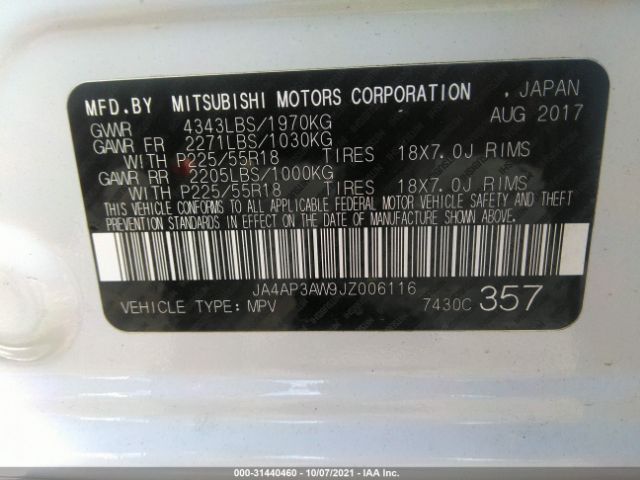 MFD.BY MITSUBISHI MOTORS CORPORATION , JAPAN
GVWR 4343LBS/1970KG AUG 2017
GAWR FR 2271LBS/1030KG
WITH P225/55R18 TIRES 18X7.0J RIMS
GAWR RR 2205LBS/1000KG
WITH P225/55R18 TIRES 18X7.0J RIMS
THIS VEHICLE CONFORMS TO ALL APPLICABLE FEDERAL MOTOR VEHICLE SAFETY AND THEFT
PREVENTION STANDARDS IN EFFECT ON THE DATE OF MANUFACTURE SHOWN ABOVE.
JA4AP3AW9JZ006116
VEHICLE TYPE: MPV 7430C 357
000-31440460 - 10/07/2021 - IAA Inc.